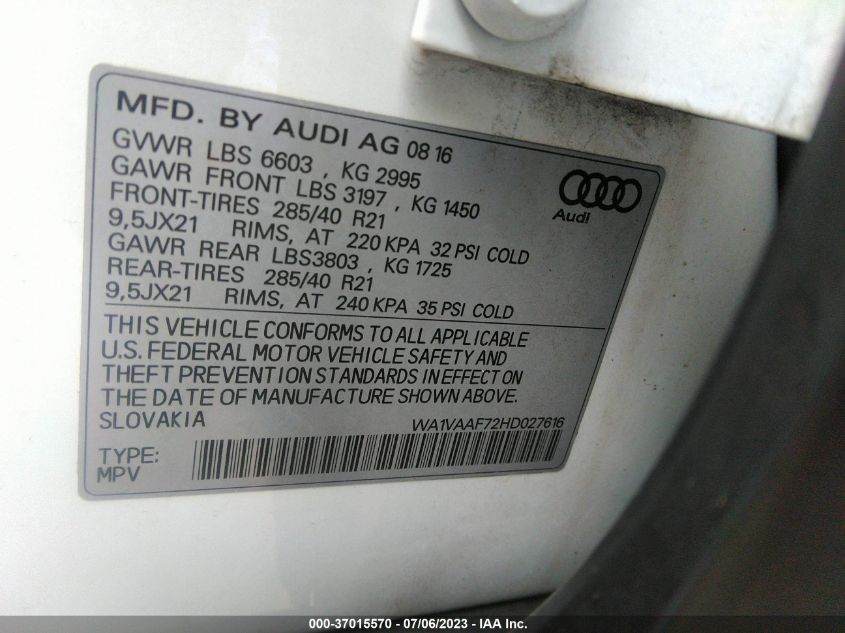 MFD. BY AUDI AG 08 16
GVWR LBS 6603 , KG 2995
GAWR FRONT LBS 3197 , KG 1450
FRONT-TIRES 285/40 R21
9,5JX21 RIMS, AT 220 KPA 32 PSI COLD
GAWR REAR LBS3803 , KG 1725
REAR-TIRES 285/40 R21
9,5JX21 RIMS, AT 240 KPA 35 PSI COLD
Audi
THIS VEHICLE CONFORMS TO ALL APPLICABLE
U.S. FEDERAL MOTOR VEHICLE SAFETY AND
THEFT PREVENTION STANDARDS IN EFFECT ON
THE DATE OF MANUFACTURE SHOWN ABOVE.
SLOVAKIA WA1VAAF72HD027616
TYPE:
MPV
000-37015570 - 07/06/2023 - IAA Inc.